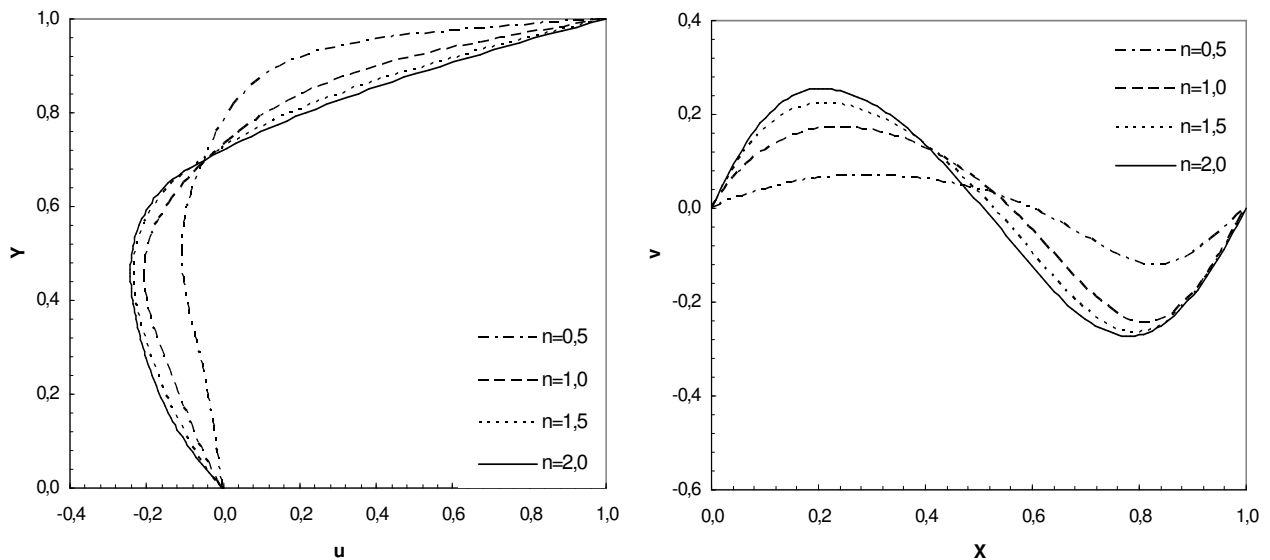 1,0
0,8
0,6
0,4
0,2
0,0
Y
-0,4 -0,2 0,0 0,2 0,4 0,6 0,8 1,0
u
n=0,5
n=1,0
n=1,5
n=2,0
0,4
0,2
0,0
-0,2
-0,4
-0,6
v
0,0 0,2 0,4 0,6 0,8 1,0
X
n=0,5
n=1,0
n=1,5
n=2,0